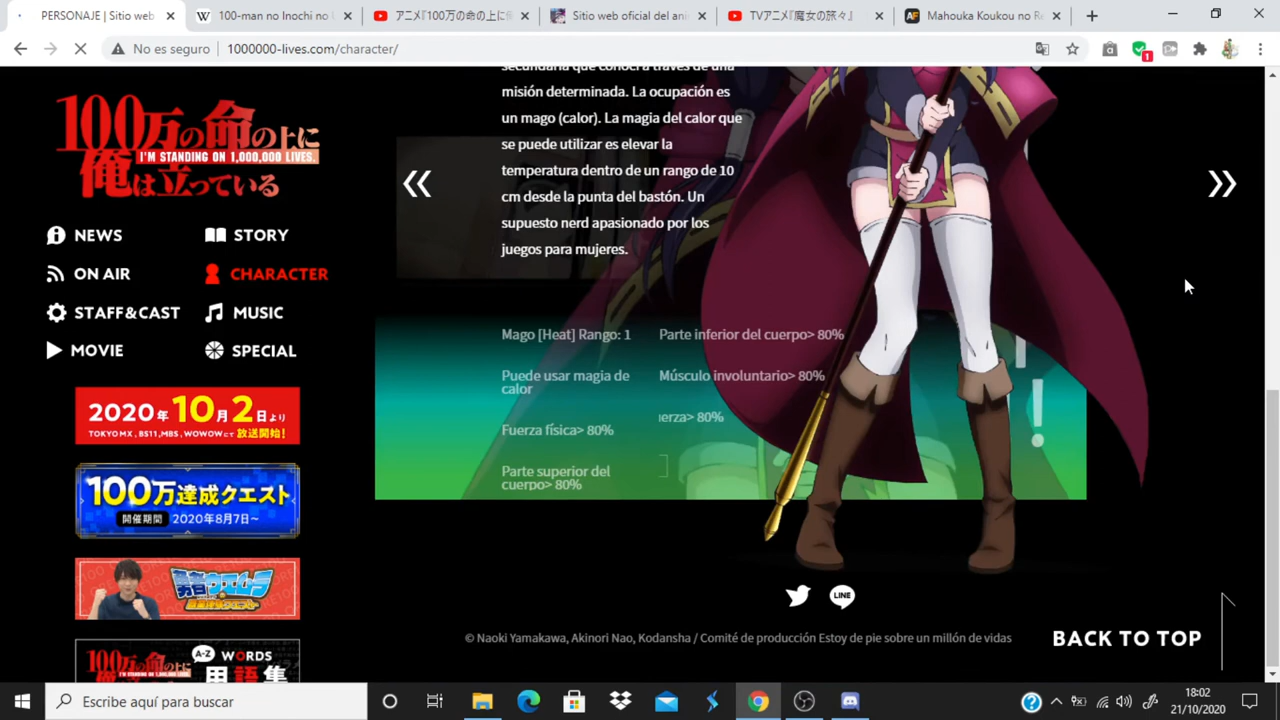 PERSONAJE | Sitio web
100-man no Inochi no
アニメ『100万の命の上に
Sitio web oficial del ani
TVアニメ『魔女の旅々』
Mahouka Koukou no Re
No es seguro
1000000-lives.com/character/
1
100万の命の上に
I'M STANDING ON 1,000,000 LIVES.
俺は立っている
NEWS
STORY
ON AIR
CHARACTER
STAFF&CAST
MUSIC
MOVIE
SPECIAL
2020年10月2日より
TOKYO MX , BS11,MBS , WOWOWにて放送開始!
100万達成クエスト
開催期間 2020年8月7日~
勇者ウエムラ
100万の命の上に
A-Z WORDS
用語集
misión determinada. La ocupación es
un mago (calor). La magia del calor que
se puede utilizar es elevar la
temperatura dentro de un rango de 10
cm desde la punta del bastón. Un
supuesto nerd apasionado por los
juegos para mujeres.
Mago [Heat] Rango: 1
Puede usar magia de
calor
Fuerza física> 80%
Parte superior del
cuerpo> 80%
Parte inferior del cuerpo> 80%
Músculo involuntario> 80%
erza> 80%
LINE
© Naoki Yamakawa, Akinori Nao, Kodansha / Comité de producción Estoy de pie sobre un millón de vidas
BACK TO TOP
Escribe aquí para buscar
18:02
21/10/2020